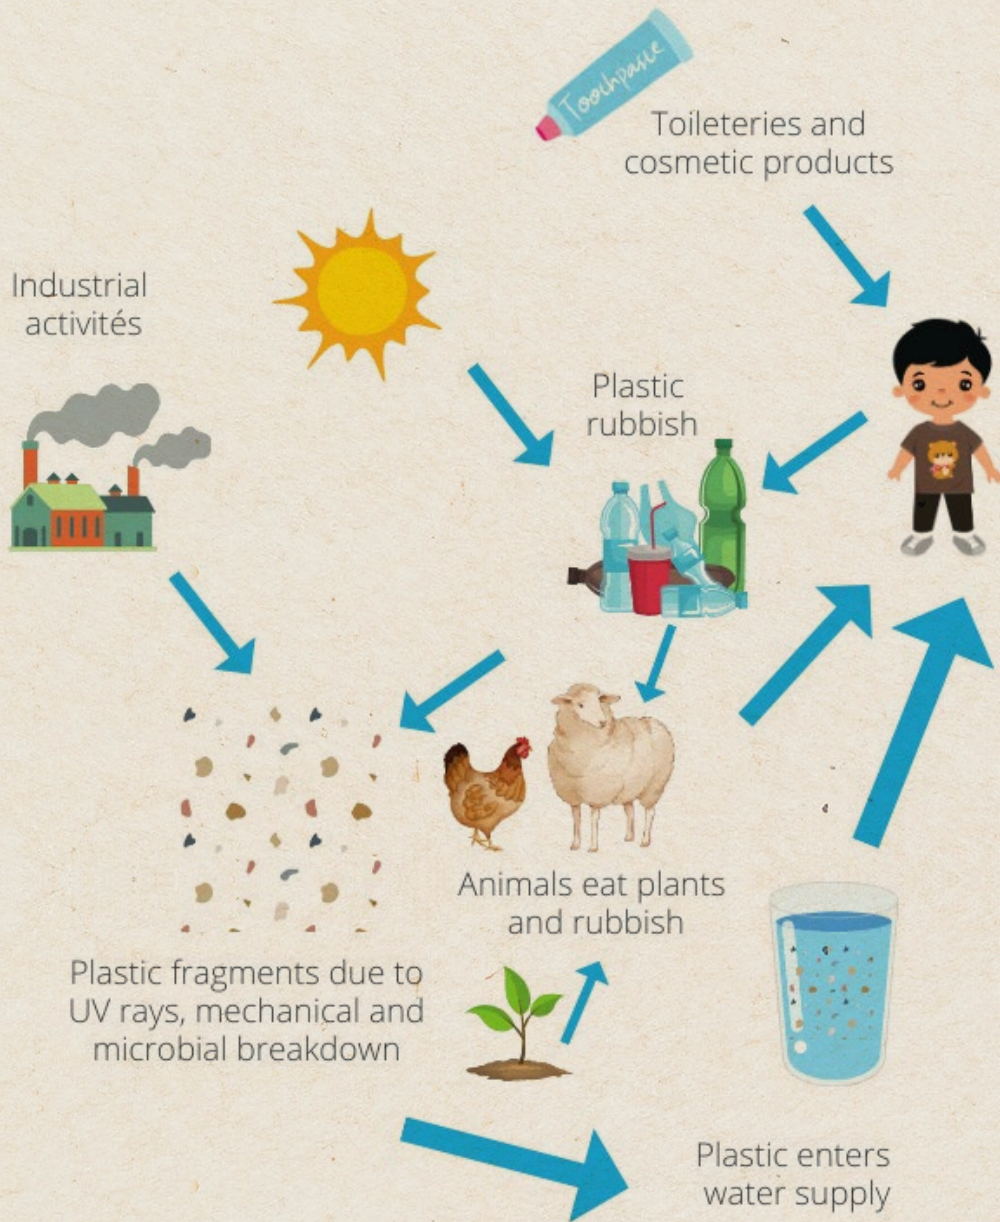 Toothpaste
Toileteries and
cosmetic products
Industrial
activités
Plastic
rubbish
Animals eat plants
and rubbish
Plastic fragments due to
UV rays, mechanical and
microbial breakdown
Plastic enters
water supply